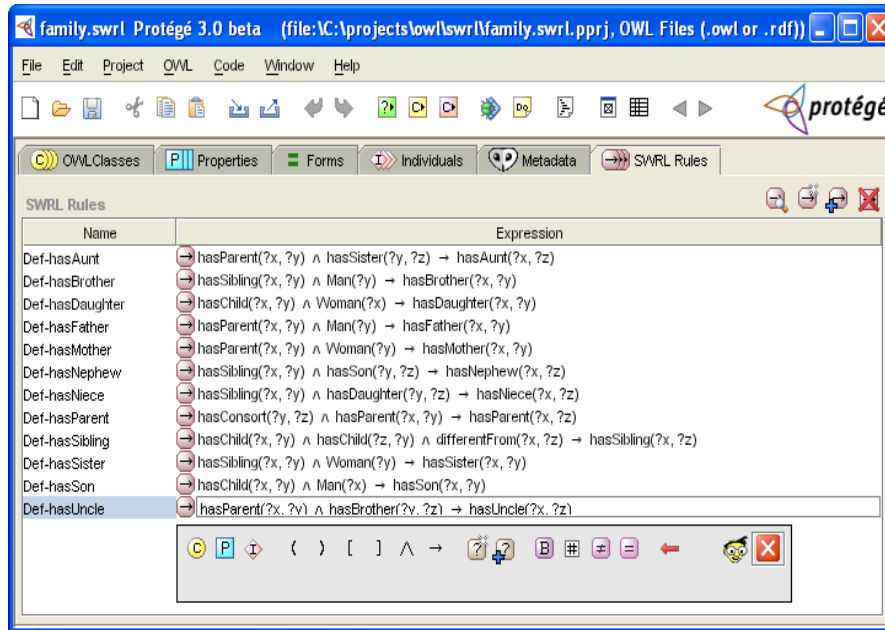 family.swrl Protégé 3.0 beta (file:\C:\projects\owl\swrl\family.swrl.pprj, OWL Files (.owl or .rdf))
File Edit Project OWL Code Window Help
protégé
OWLClasses Properties Forms Individuals Metadata SWRL Rules
SWRL Rules
Name Expression
Def-hasAunt hasParent(?x, ?y) ∧ hasSister(?y, ?z) → hasAunt(?x, ?z)
Def-hasBrother hasSibling(?x, ?y) ∧ Man(?y) → hasBrother(?x, ?y)
Def-hasDaughter hasChild(?x, ?y) ∧ Woman(?x) → hasDaughter(?x, ?y)
Def-hasFather hasParent(?x, ?y) ∧ Man(?y) → hasFather(?x, ?y)
Def-hasMother hasParent(?x, ?y) ∧ Woman(?y) → hasMother(?x, ?y)
Def-hasNephew hasSibling(?x, ?y) ∧ hasSon(?y, ?z) → hasNephew(?x, ?z)
Def-hasNiece hasSibling(?x, ?y) ∧ hasDaughter(?y, ?z) → hasNiece(?x, ?z)
Def-hasParent hasConsort(?y, ?z) ∧ hasParent(?x, ?y) → hasParent(?x, ?z)
Def-hasSibling hasChild(?x, ?y) ∧ hasChild(?z, ?y) ∧ differentFrom(?x, ?z) → hasSibling(?x, ?z)
Def-hasSister hasSibling(?x, ?y) ∧ Woman(?y) → hasSister(?x, ?y)
Def-hasSon hasChild(?x, ?y) ∧ Man(?x) → hasSon(?x, ?y)
Def-hasUncle hasParent(?x, ?y) ∧ hasBrother(?y, ?z) → hasUncle(?x, ?z)
C P I ( ) [ ] ∧ → ? ? B # ≠ =